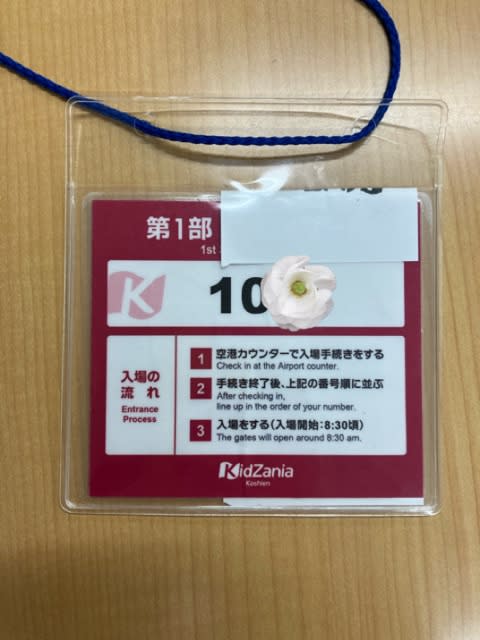 第1部
1st
10
K
入場の
流 れ
Entrance
Process
1 空港カウンターで入場手続きをする
Check in at the Airport counter.
2 手続き終了後、上記の番号順に並ぶ
After checking in,
line up in the order of your number.
3 入場をする(入場開始:8:30頃)
The gates will open around 8:30 am.
KidZania
Koshien